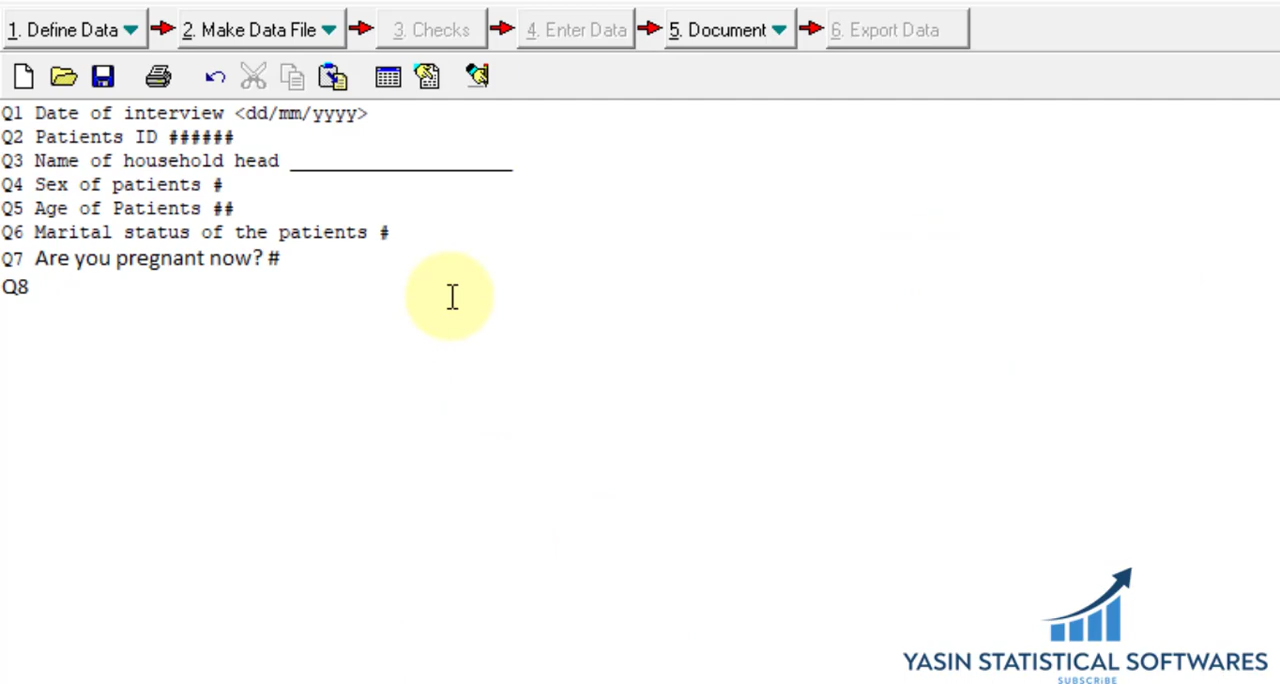 1. Define Data 2. Make Data File 3. Checks 4. Enter Data 5. Document 6. Export Data
Q1 Date of interview <dd/mm/yyyy>
Q2 Patients ID ######
Q3 Name of household head ____________________
Q4 Sex of patients #
Q5 Age of Patients ##
Q6 Marital status of the patients #
Q7 Are you pregnant now? #
Q8
YASIN STATISTICAL SOFTWARES
SUBSCRIBE